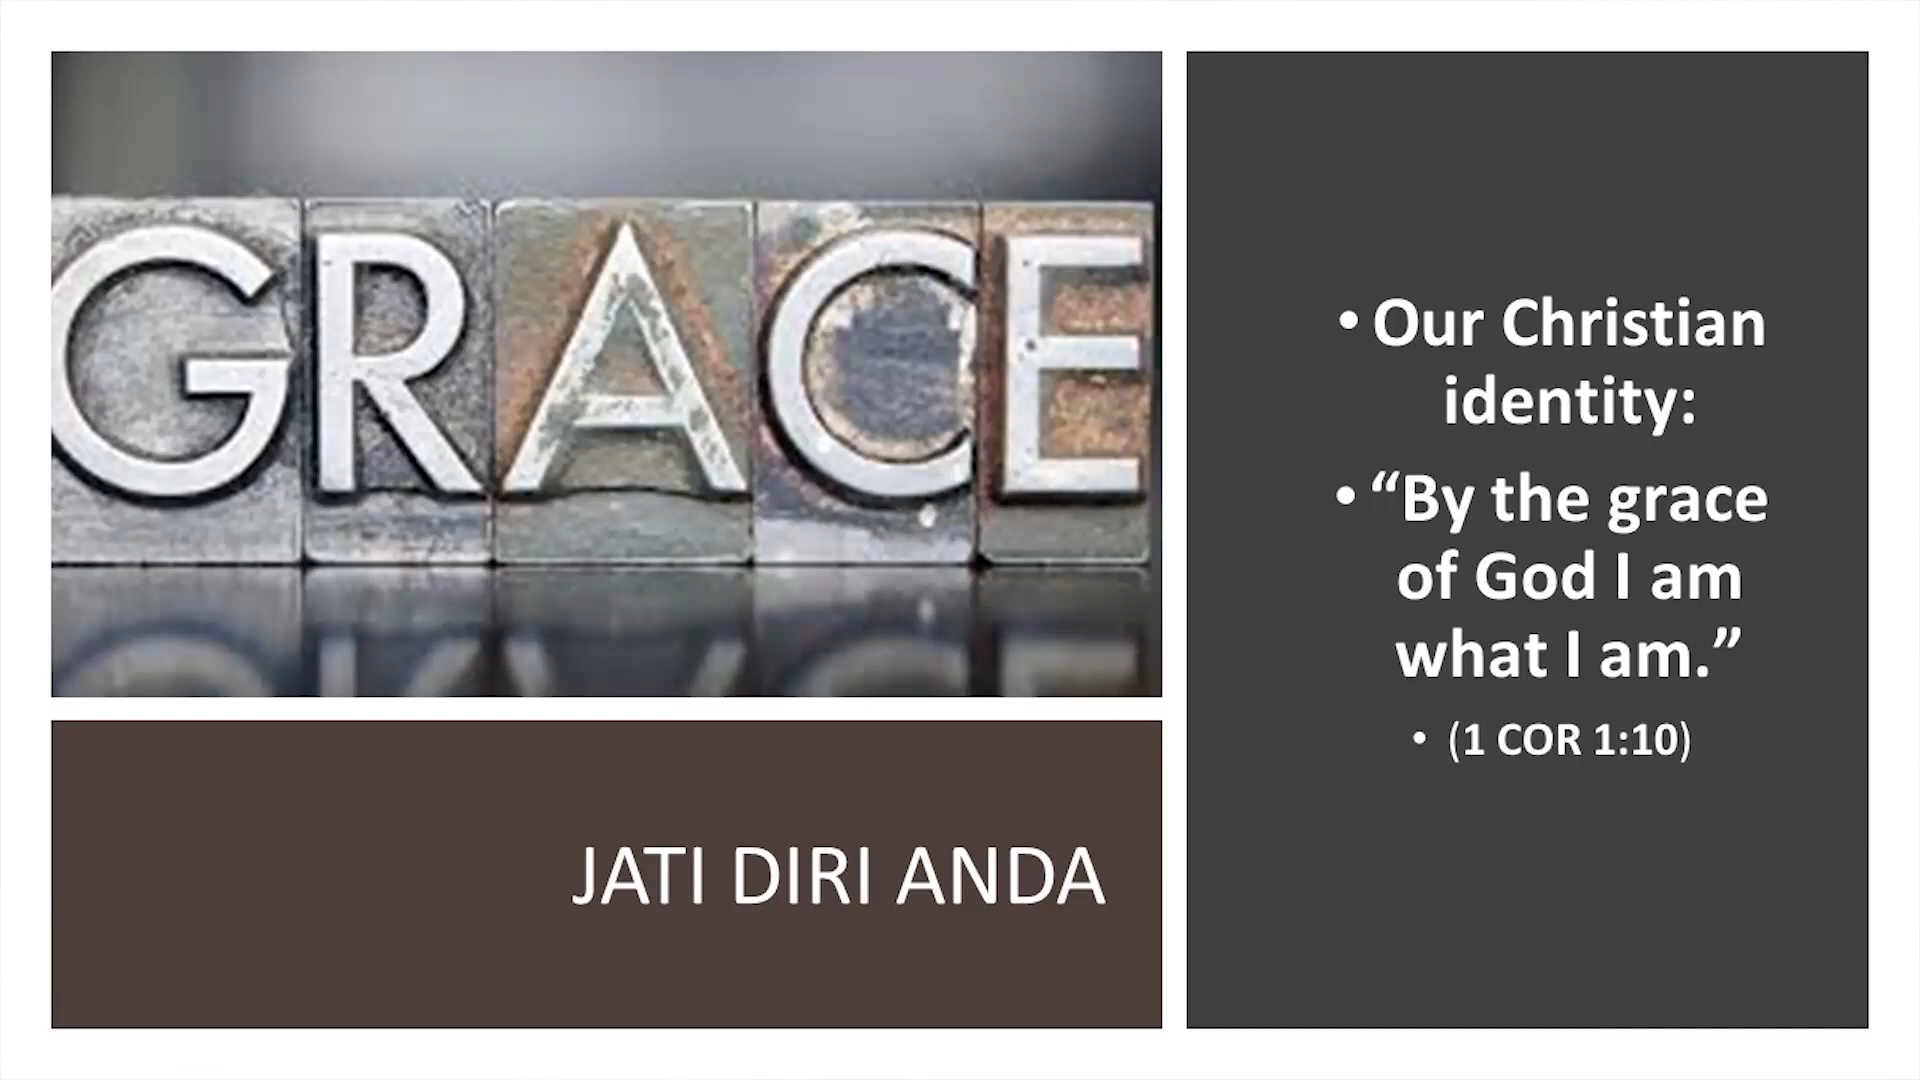 GRACE
JATI DIRI ANDA
• Our Christian
identity:
• “By the grace
of God I am
what I am.”
• (1 COR 1:10)